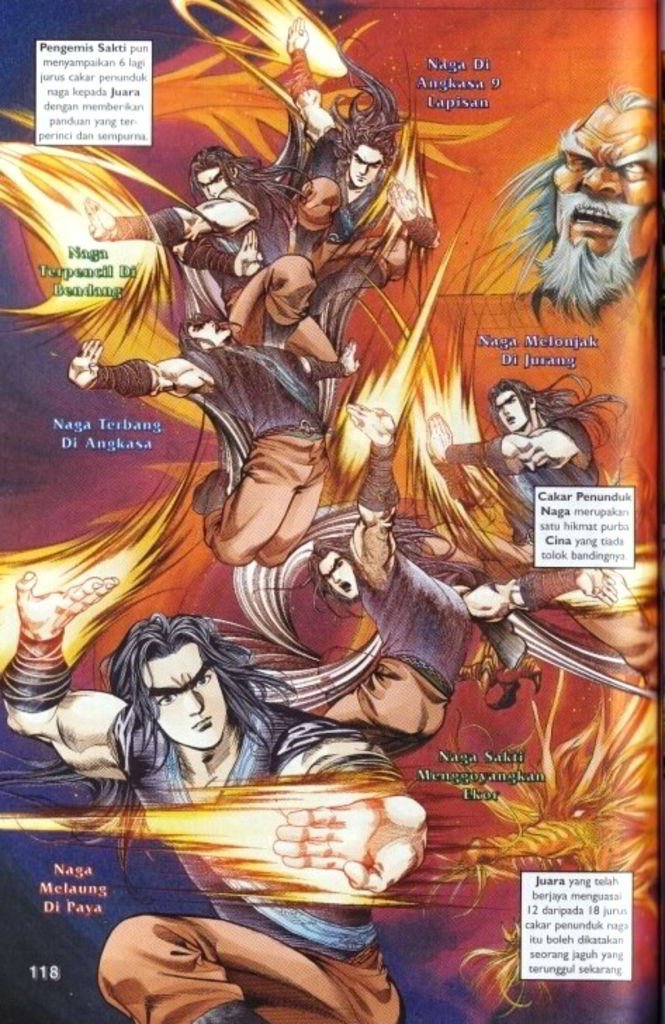 Pengemis Sakti pun
menyampaikan 6 lagi
jurus cakar penunduk
naga kepada Juara
dengan memberikan
panduan yang ter-
perinci dan sempurna.
Naga Di
Angkasa 9
Lapisan
Naga
Terpencil Di
Bendang
Naga Melonjak
Di Jurang
Naga Terbang
Di Angkasa
Cakar Penunduk
Naga merupakan
satu hikmat purba
Cina yang tiada
tolok bandingnya.
Naga Sakti
Menggoyangkan
Ekor
Naga
Melaung
Di Paya
Juara yang telah
berjaya menguasai
12 daripada 18 jurus
cakar penunduk naga
itu boleh dikatakan
seorang jaguh yang
terunggul sekarang.
118